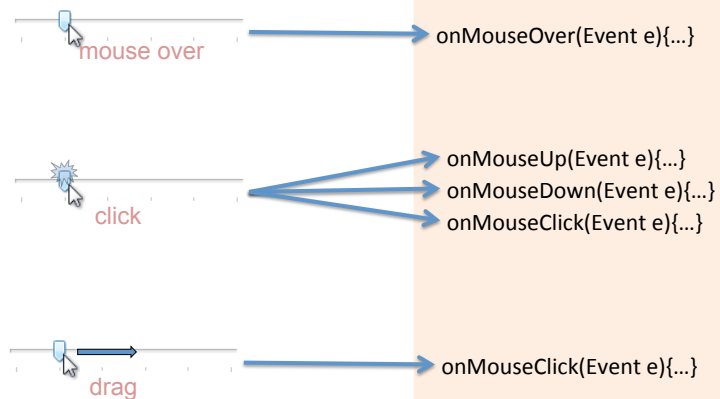 mouse over
onMouseOver(Event e){…}
onMouseUp(Event e){…}
onMouseDown(Event e){…}
click
onMouseClick(Event e){…}
drag
onMouseClick(Event e){…}